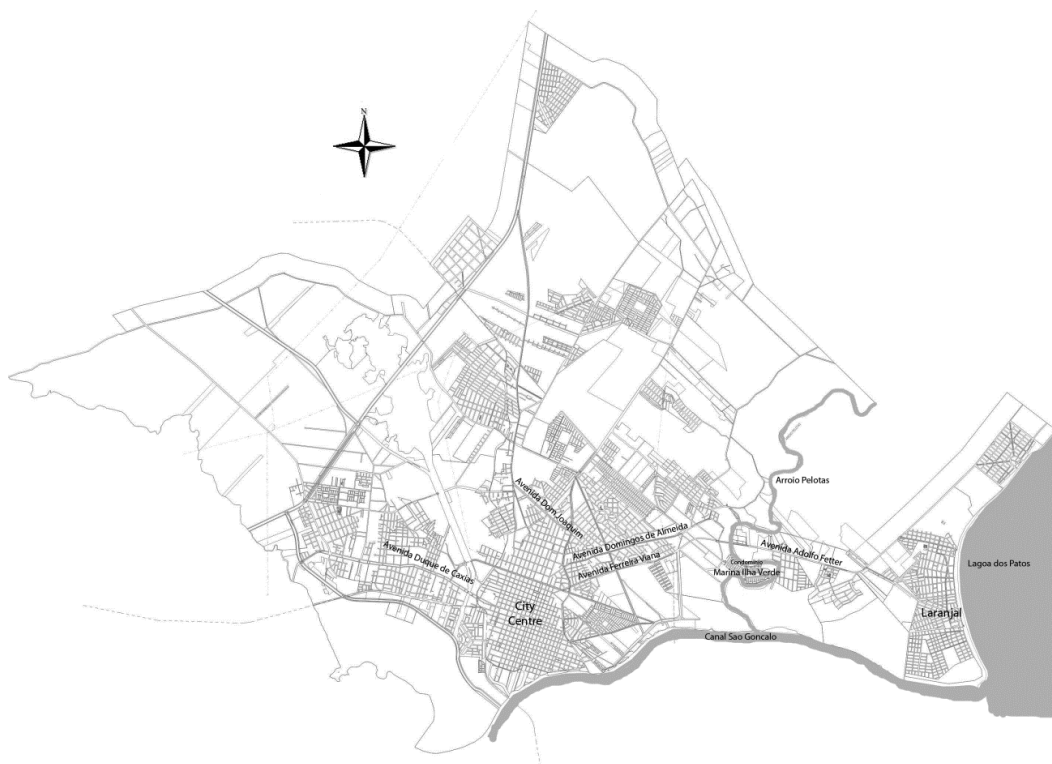 N
Arroio Pelotas
Avenida Dom Joaquim
Avenida Domingos de Almeida
Avenida Adolfo Fetter
Avenida Duque de Caxias
Avenida Ferreira Viana
Condominio
Marina Ilha Verde
Lagoa dos Patos
City
Centre
Laranjal
Canal Sao Goncalo